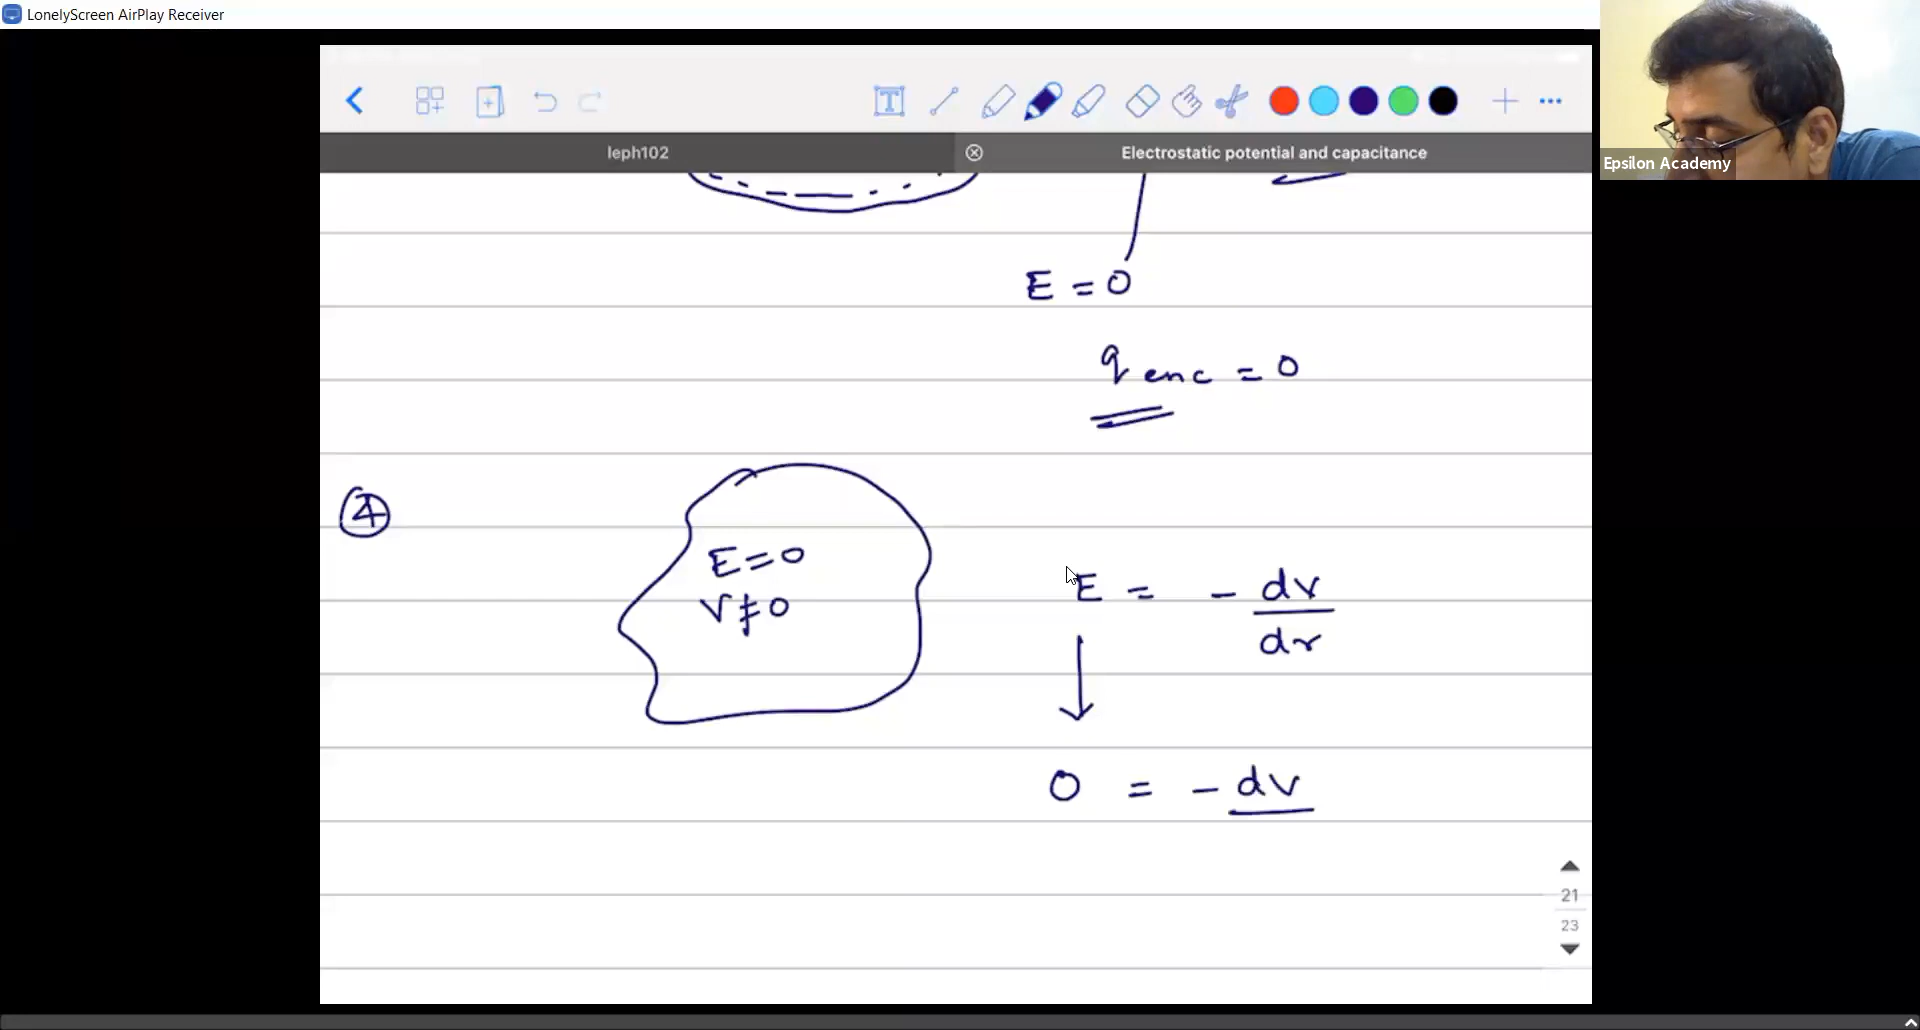 LonelyScreen AirPlay Receiver
leph102
Electrostatic potential and capacitance
Epsilon Academy
E = 0
q enc = 0
④
E = 0
V ≠ 0
E = - dv/dr
0 = - dv
21
23